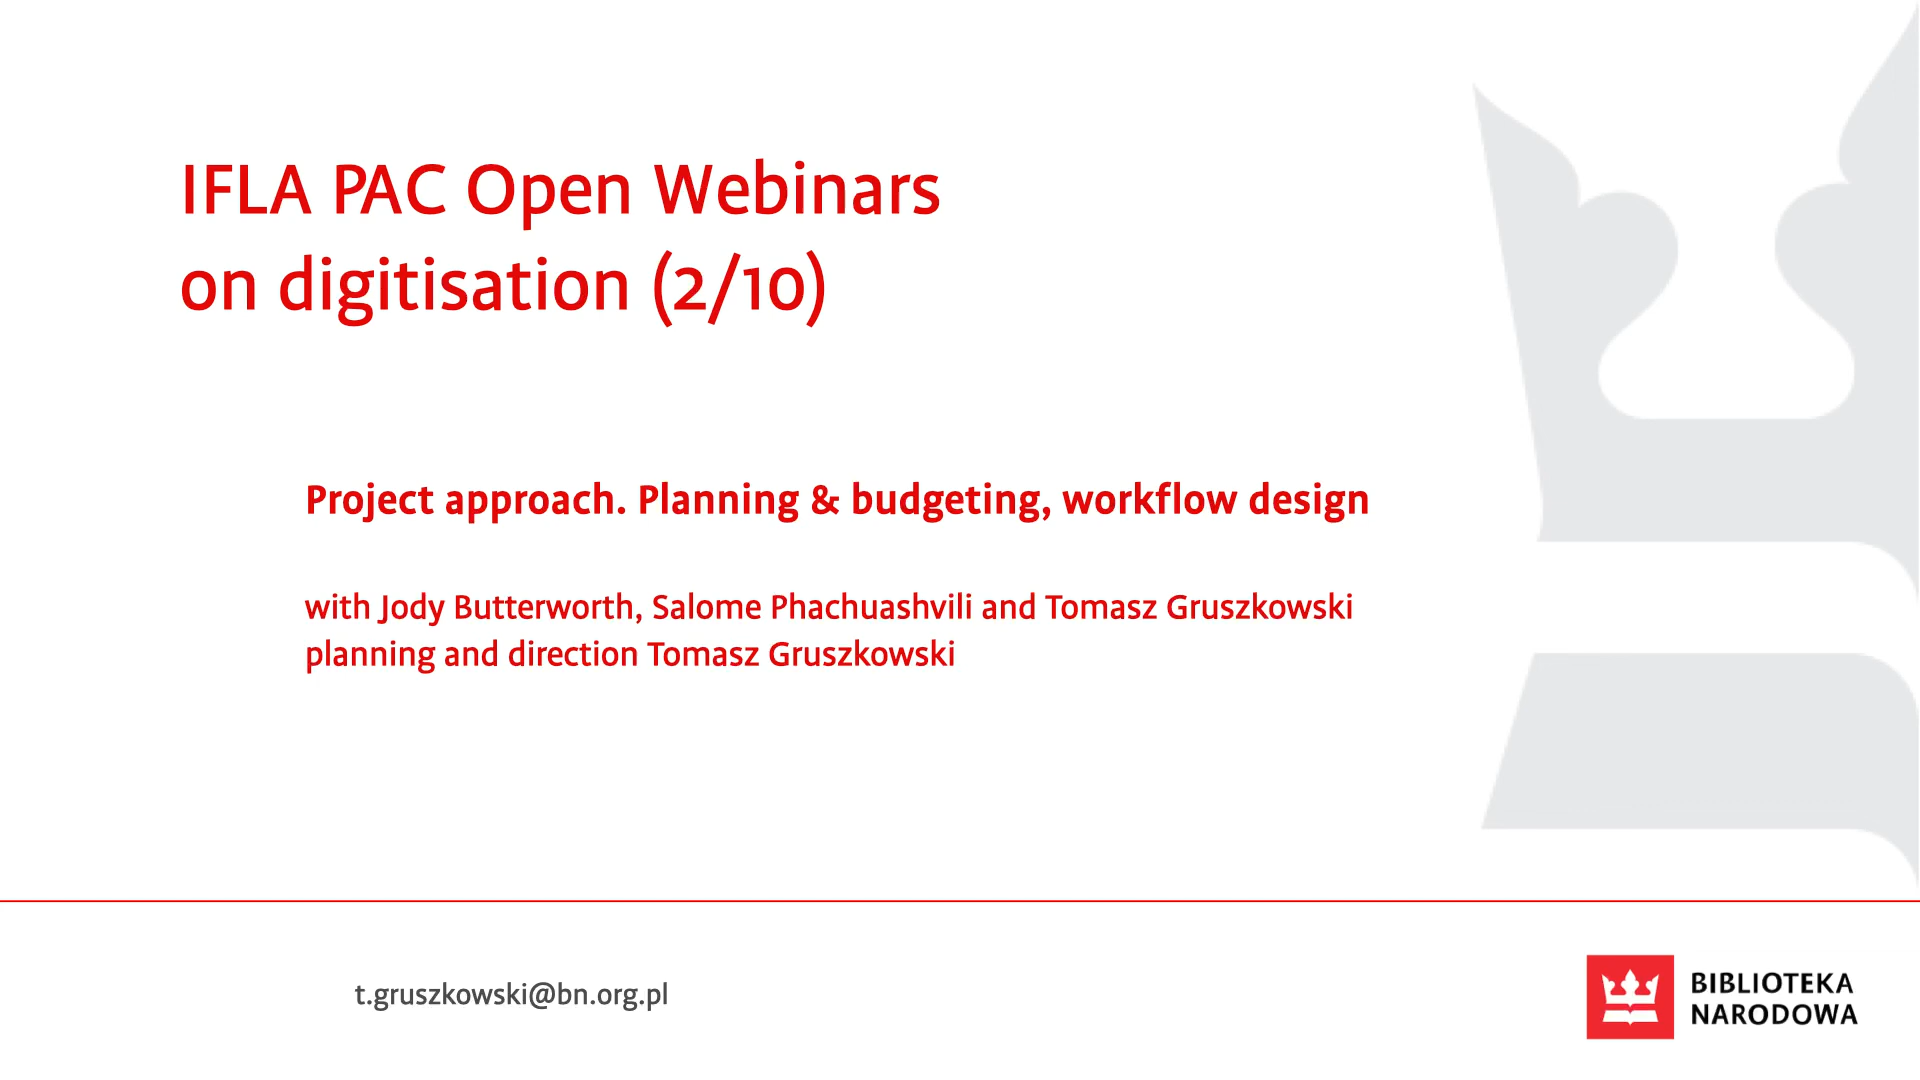 IFLA PAC Open Webinars
on digitisation (2/10)
Project approach. Planning & budgeting, workflow design
with Jody Butterworth, Salome Phachuashvili and Tomasz Gruszkowski
planning and direction Tomasz Gruszkowski
t.gruszkowski@bn.org.pl
BIBLIOTEKA
NARODOWA